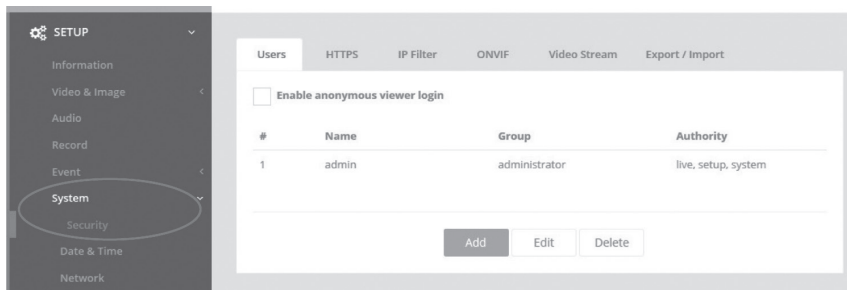 SETUP
Information
Video & Image
Audio
Record
Event
System
Security
Date & Time
Network
Users HTTPS IP Filter ONVIF Video Stream Export / Import
Enable anonymous viewer login
# Name Group Authority
1 admin administrator live, setup, system
Add Edit Delete